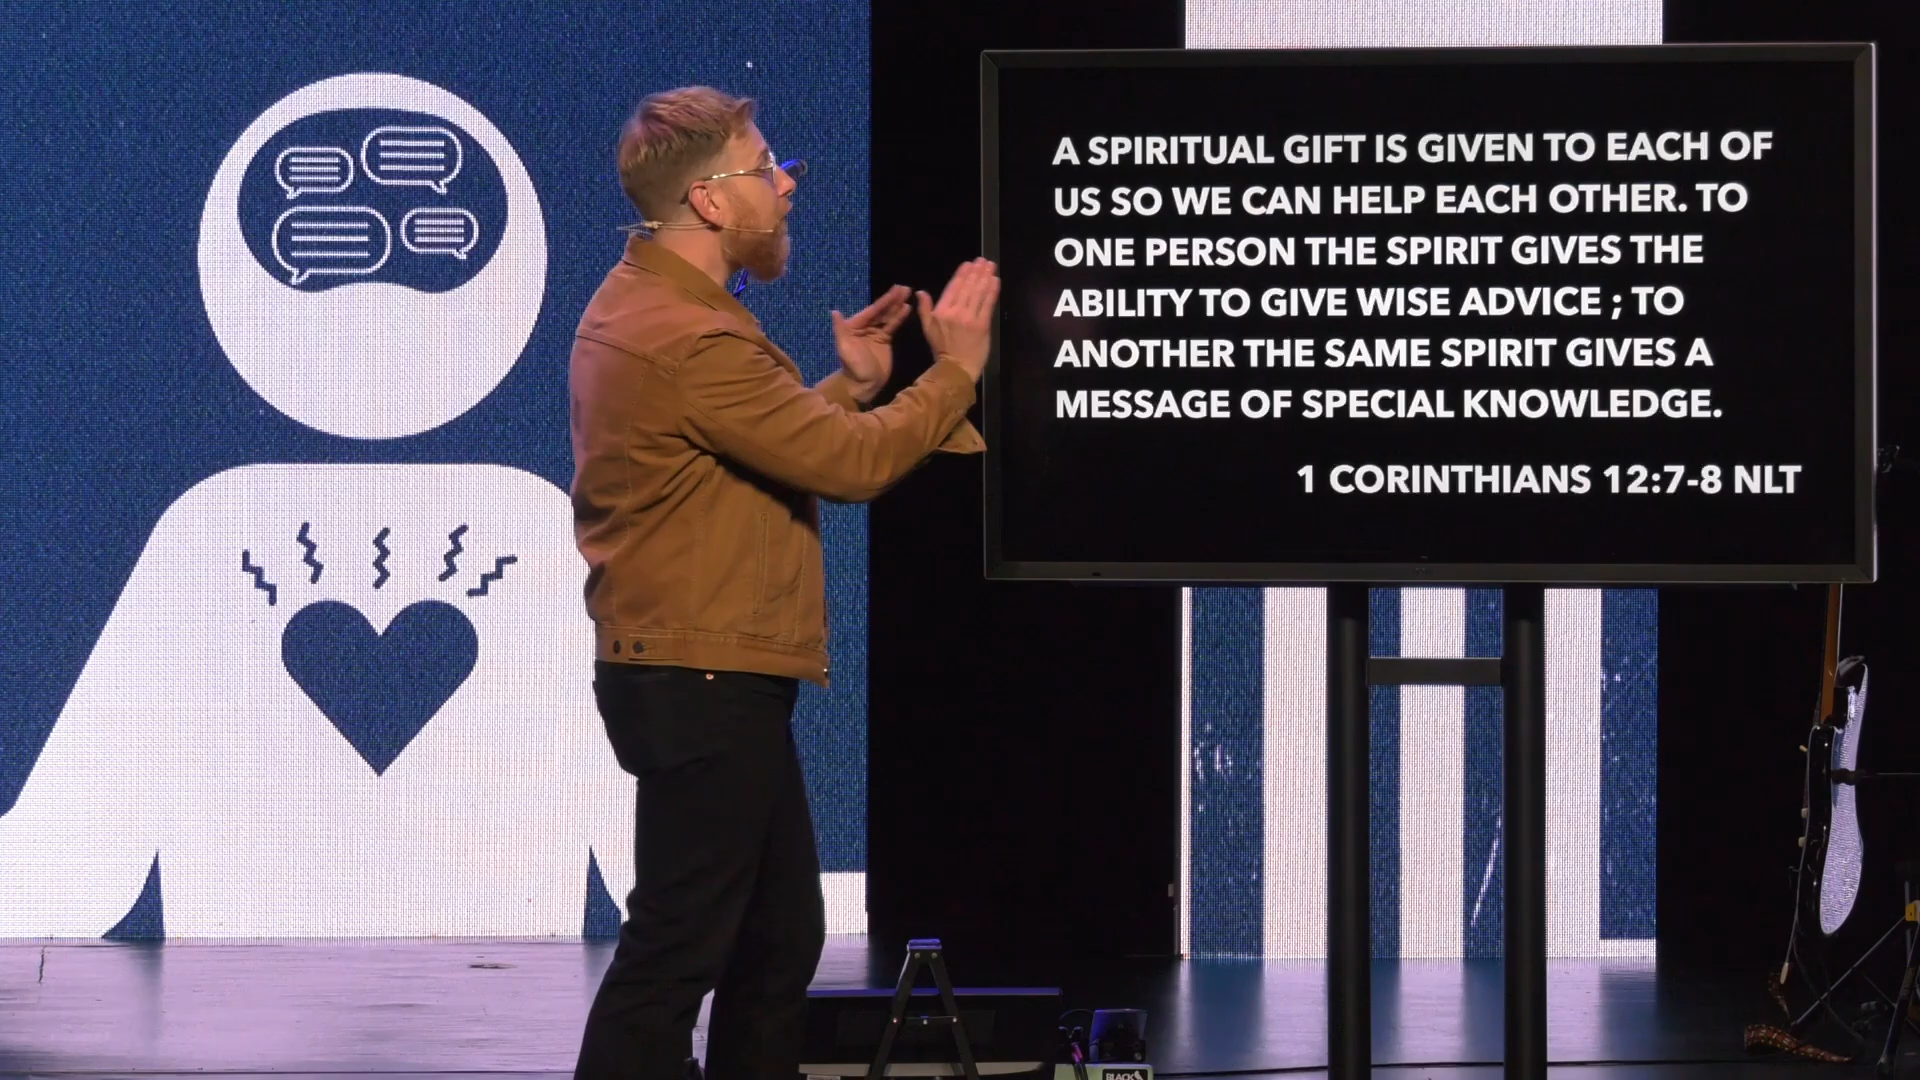 A SPIRITUAL GIFT IS GIVEN TO EACH OF
US SO WE CAN HELP EACH OTHER. TO
ONE PERSON THE SPIRIT GIVES THE
ABILITY TO GIVE WISE ADVICE ; TO
ANOTHER THE SAME SPIRIT GIVES A
MESSAGE OF SPECIAL KNOWLEDGE.
1 CORINTHIANS 12:7-8 NLT
BLACK